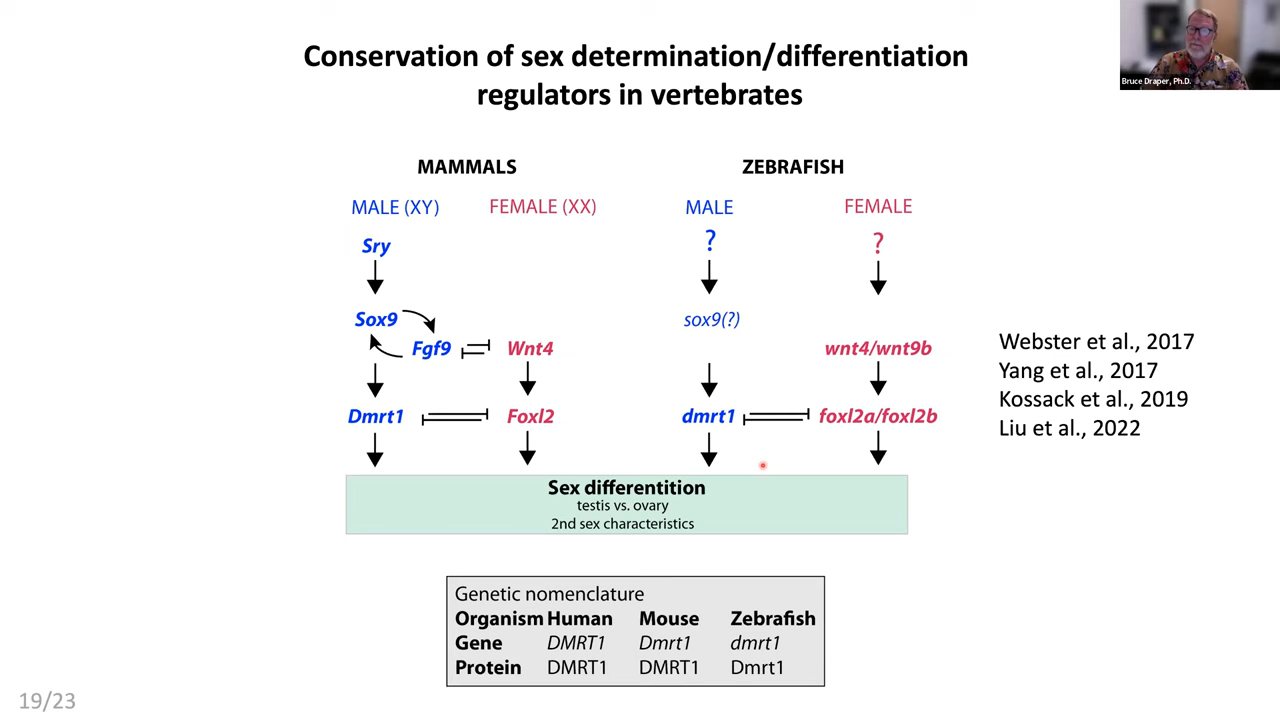 Conservation of sex determination/differentiation
regulators in vertebrates
Bruce Draper, Ph.D.
MAMMALS
ZEBRAFISH
MALE (XY)
FEMALE (XX)
MALE
FEMALE
Sry
?
?
Sox9
sox9(?)
Fgf9
Wnt4
wnt4/wnt9b
Dmrt1
Foxl2
dmrt1
foxl2a/foxl2b
Webster et al., 2017
Yang et al., 2017
Kossack et al., 2019
Liu et al., 2022
Sex differentition
testis vs. ovary
2nd sex characteristics
Genetic nomenclature
Organism Human Mouse Zebrafish
Gene DMRT1 Dmrt1 dmrt1
Protein DMRT1 DMRT1 Dmrt1
19/23